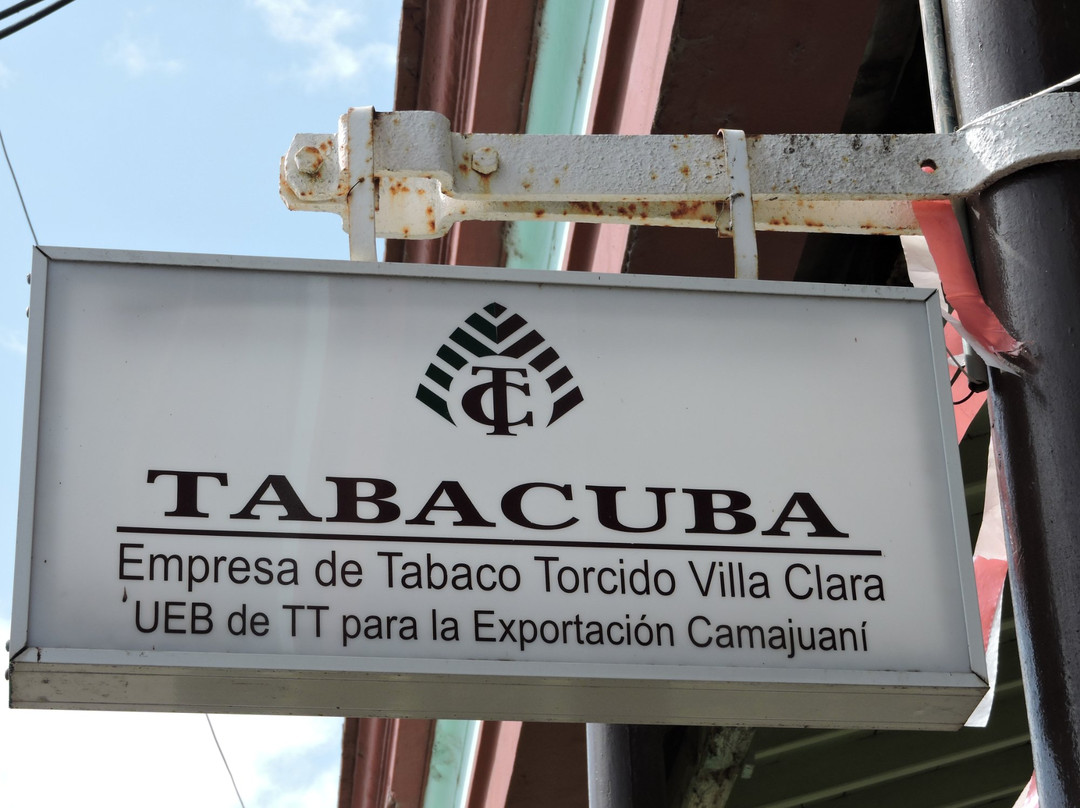 TC
TABACUBA
Empresa de Tabaco Torcido Villa Clara
UEB de TT para la Exportación Camajuaní